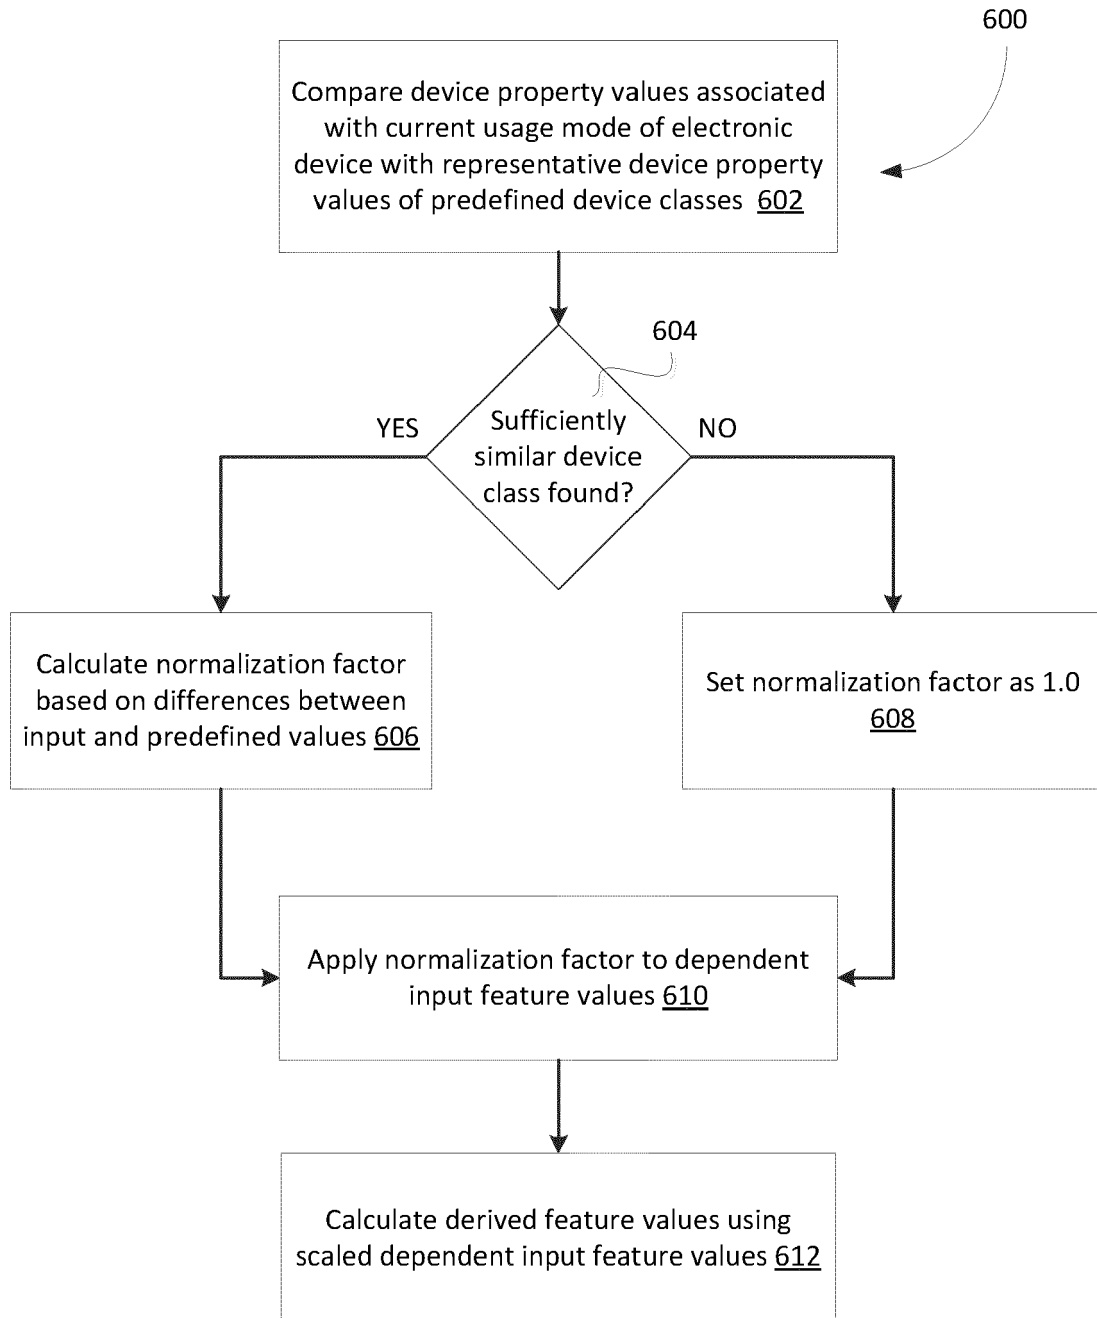 600
Compare device property values associated
with current usage mode of electronic
device with representative device property
values of predefined device classes 602
604
YES
NO
Sufficiently
similar device
class found?
Calculate normalization factor
based on differences between
input and predefined values 606
Set normalization factor as 1.0
608
Apply normalization factor to dependent
input feature values 610
Calculate derived feature values using
scaled dependent input feature values 612